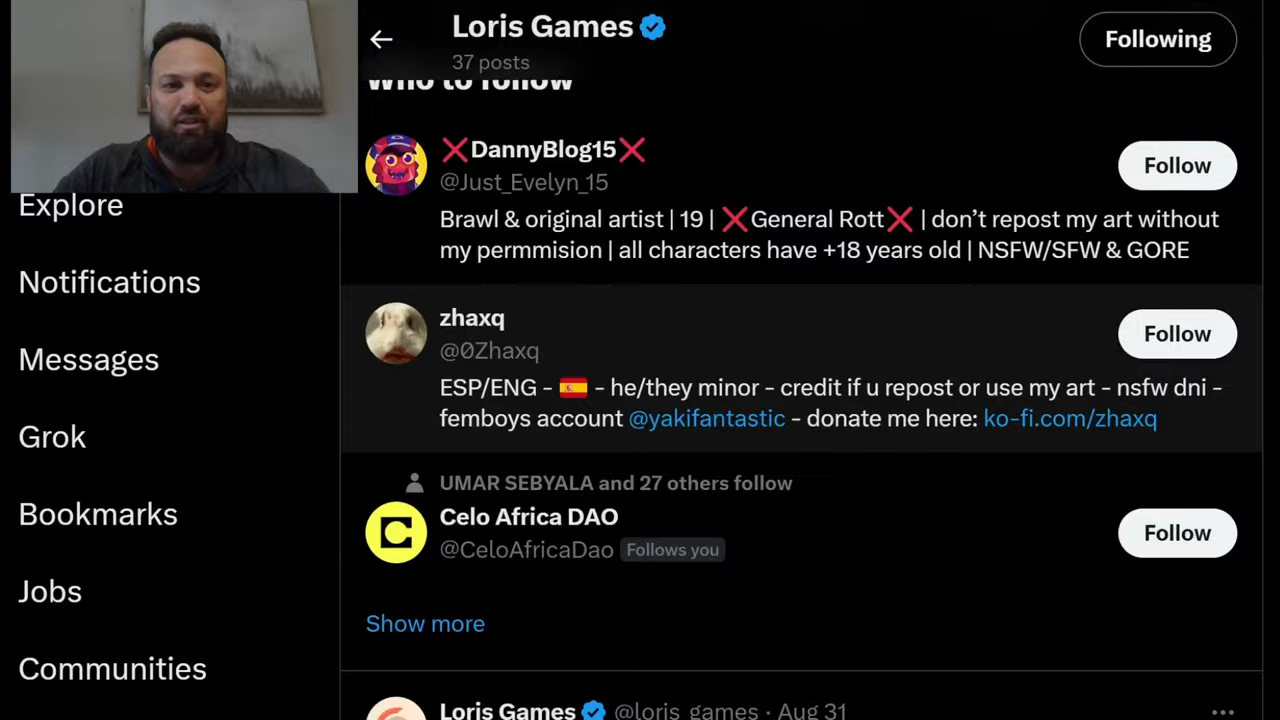 Loris Games
37 posts
Following
Who to follow
❌DannyBlog15❌
@Just_Evelyn_15
Follow
Brawl & original artist | 19 | ❌General Rott❌ | don’t repost my art without
my permmision | all characters have +18 years old | NSFW/SFW & GORE
zhaxq
@0Zhaxq
Follow
ESP/ENG - 🇪🇸 - he/they minor - credit if u repost or use my art - nsfw dni -
femboys account @yakifantastic - donate me here: ko-fi.com/zhaxq
UMAR SEBYALA and 27 others follow
Celo Africa DAO
@CeloAfricaDao Follows you
Follow
Show more
Loris Games @loris_games · Aug 31
Explore
Notifications
Messages
Grok
Bookmarks
Jobs
Communities